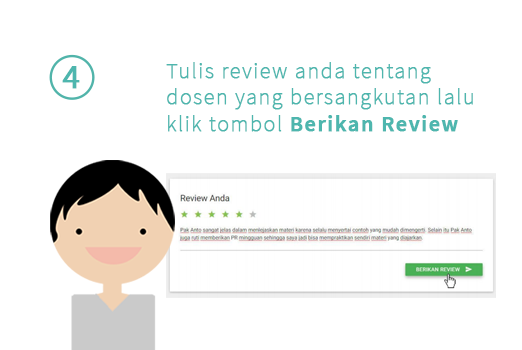 4
Tulis review anda tentang
dosen yang bersangkutan lalu
klik tombol Berikan Review
Review Anda
Pak Anto sangat jelas dalam menjelaskan materi karena selalu menyertai contoh yang mudah dimengerti. Selain itu Pak Anto
juga ruti memberikan PR mingguan sehingga saya jadi bisa mempraktikan sendiri materi yang diajarkan
BERIKAN REVIEW